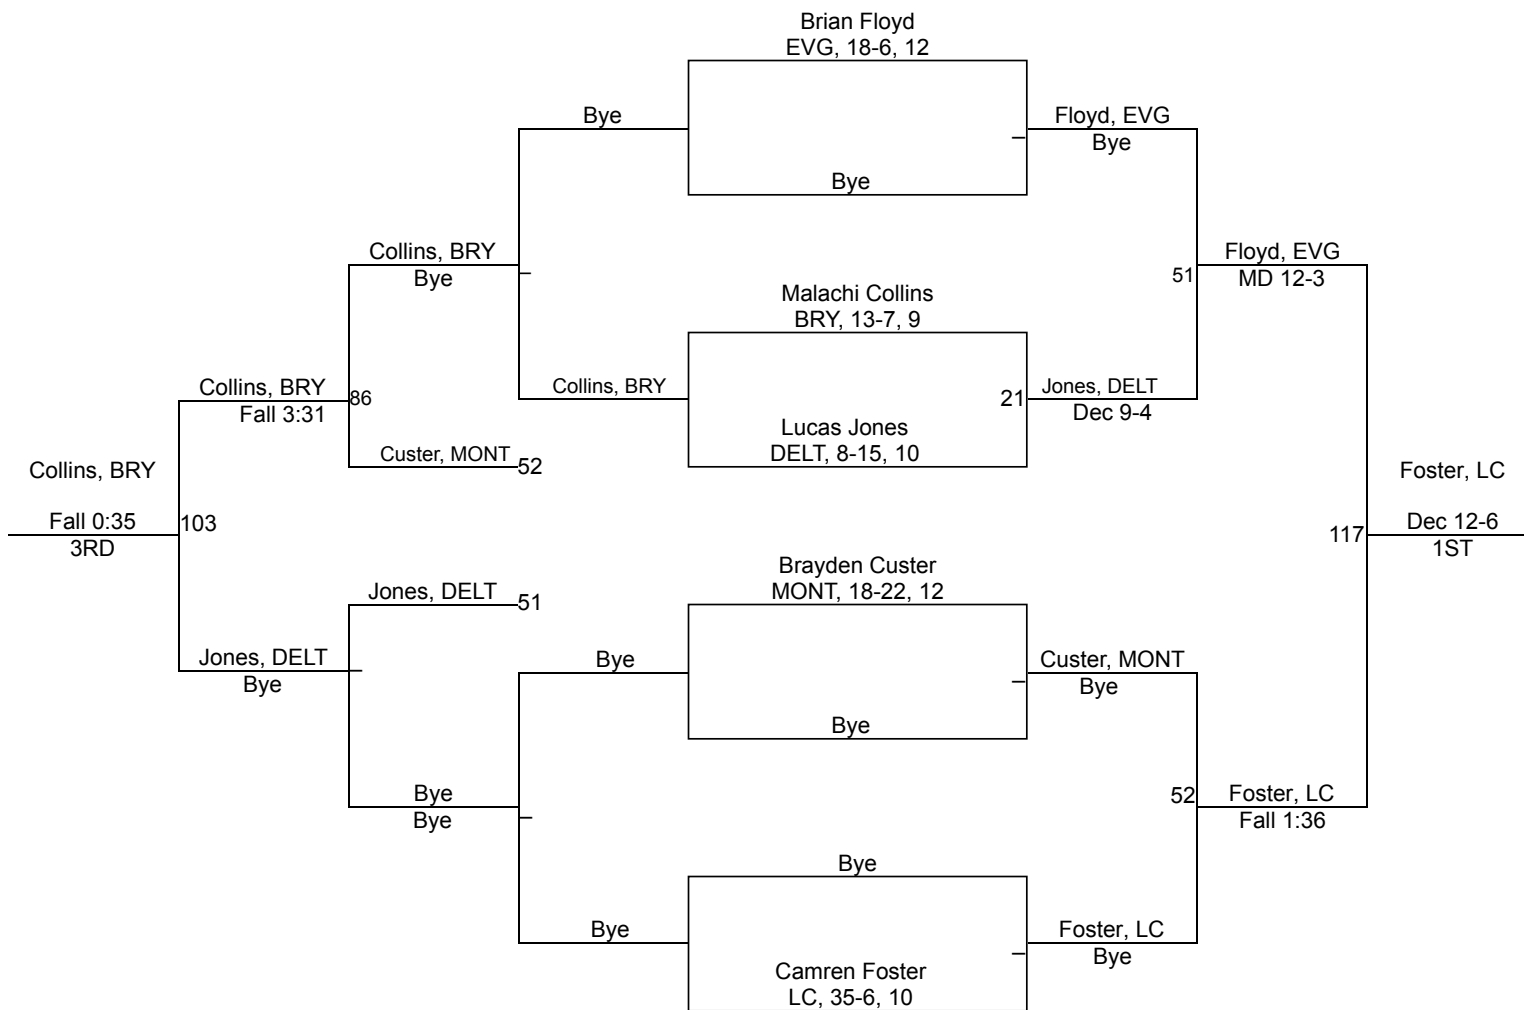 Brian Floyd
EVG, 18-6, 12
Bye
Floyd, EVG
Bye
Bye
Collins, BRY
Bye
Floyd, EVG
51
MD 12-3
Malachi Collins
BRY, 13-7, 9
Collins, BRY
Fall 3:31
86
Collins, BRY
21
Jones, DELT
Dec 9-4
Lucas Jones
DELT, 8-15, 10
Custer, MONT
52
Collins, BRY
Fall 0:35
3RD
103
Foster, LC
117
Dec 12-6
1ST
Brayden Custer
MONT, 18-22, 12
Jones, DELT
51
Jones, DELT
Bye
Bye
Custer, MONT
Bye
Bye
Bye
Bye
52
Foster, LC
Fall 1:36
Bye
Bye
Foster, LC
Bye
Camren Foster
LC, 35-6, 10